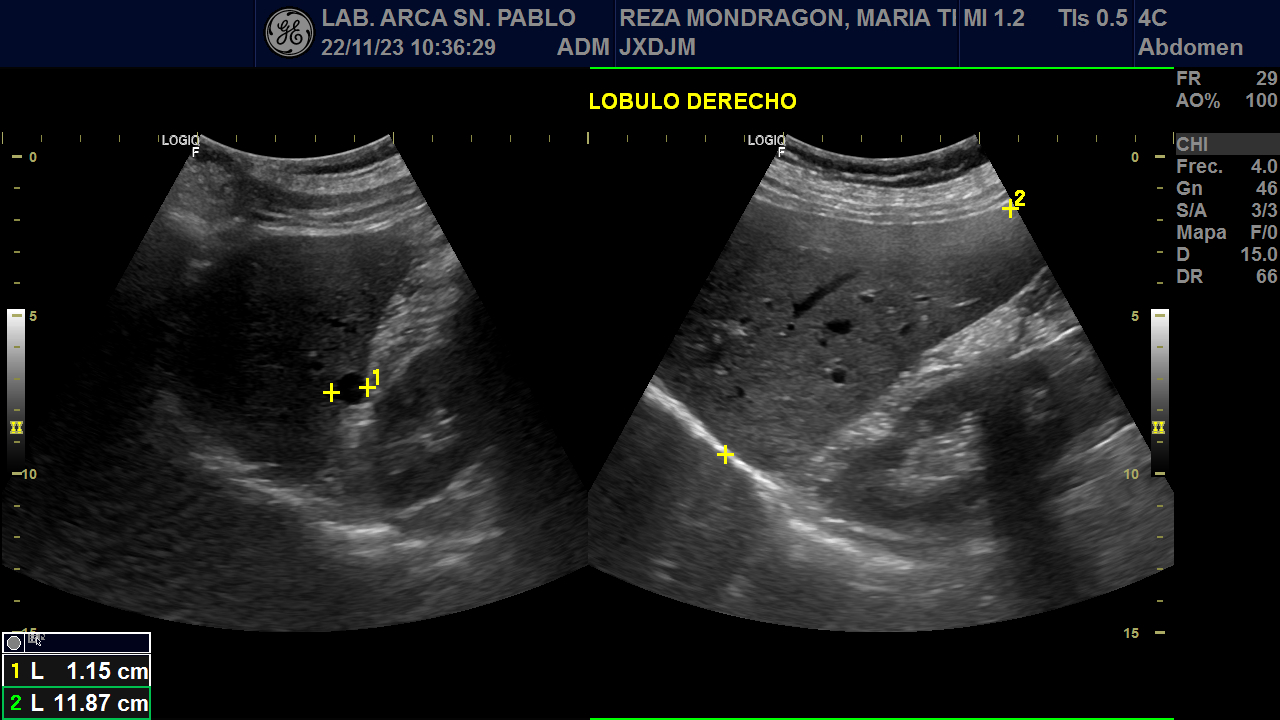 LAB. ARCA SN. PABLO
22/11/23 10:36:29 ADM
REZA MONDRAGON, MARIA TI
JXDJM
MI 1.2 TIs 0.5
4C
Abdomen
LOBULO DERECHO
FR 29
AO% 100
CHI
Frec. 4.0
Gn 46
S/A 3/3
Mapa F/0
D 15.0
DR 66
LOGIQ
F
LOGIQ
F
0
5
10
0
5
10
15
1
2
1 L 1.15 cm
2 L 11.87 cm